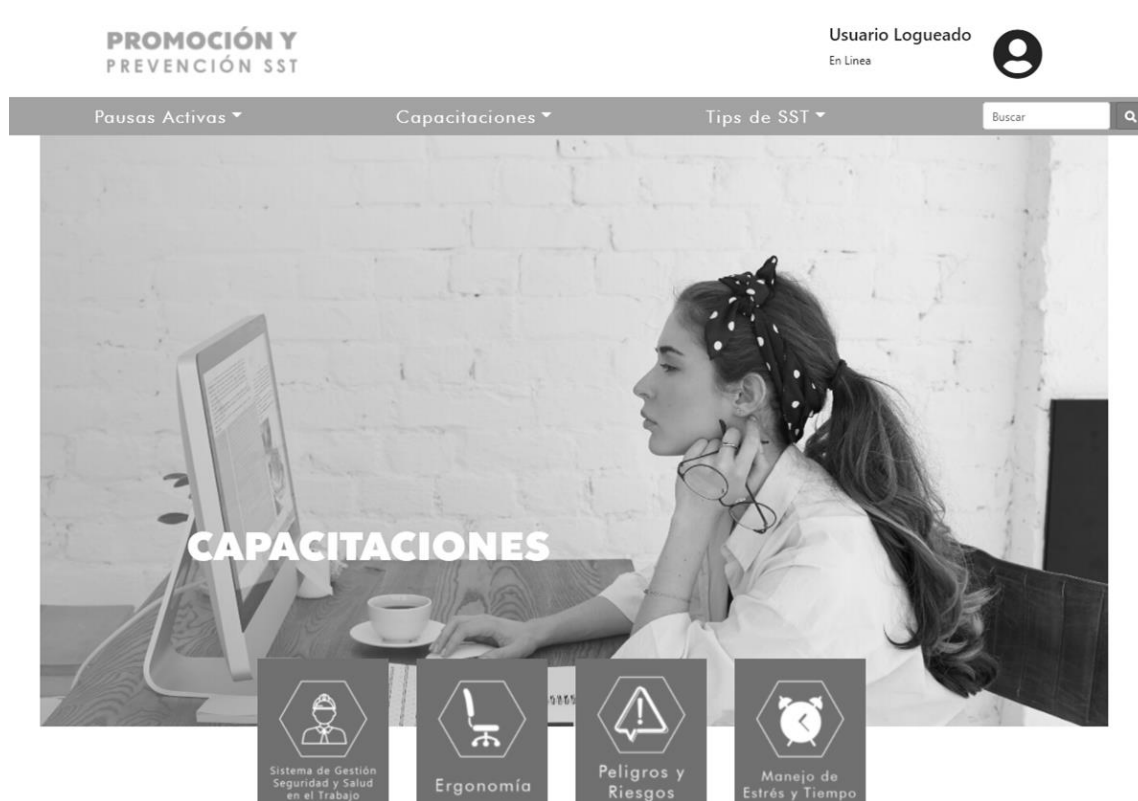 PROMOCIÓN Y
PREVENCIÓN SST
Usuario Logueado
En Linea
Pausas Activas
Capacitaciones
Tips de SST
Buscar
CAPACITACIONES
Sistema de Gestión
Seguridad y Salud
en el Trabajo
Ergonomía
Peligros y
Riesgos
Manejo de
Estrés y Tiempo